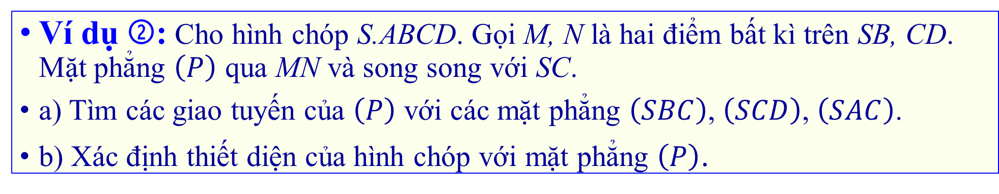 • Ví dụ ②: Cho hình chóp S.ABCD. Gọi M, N là hai điểm bất kì trên SB, CD.
Mặt phẳng (P) qua MN và song song với SC.
• a) Tìm các giao tuyến của (P) với các mặt phẳng (SBC), (SCD), (SAC).
• b) Xác định thiết diện của hình chóp với mặt phẳng (P).